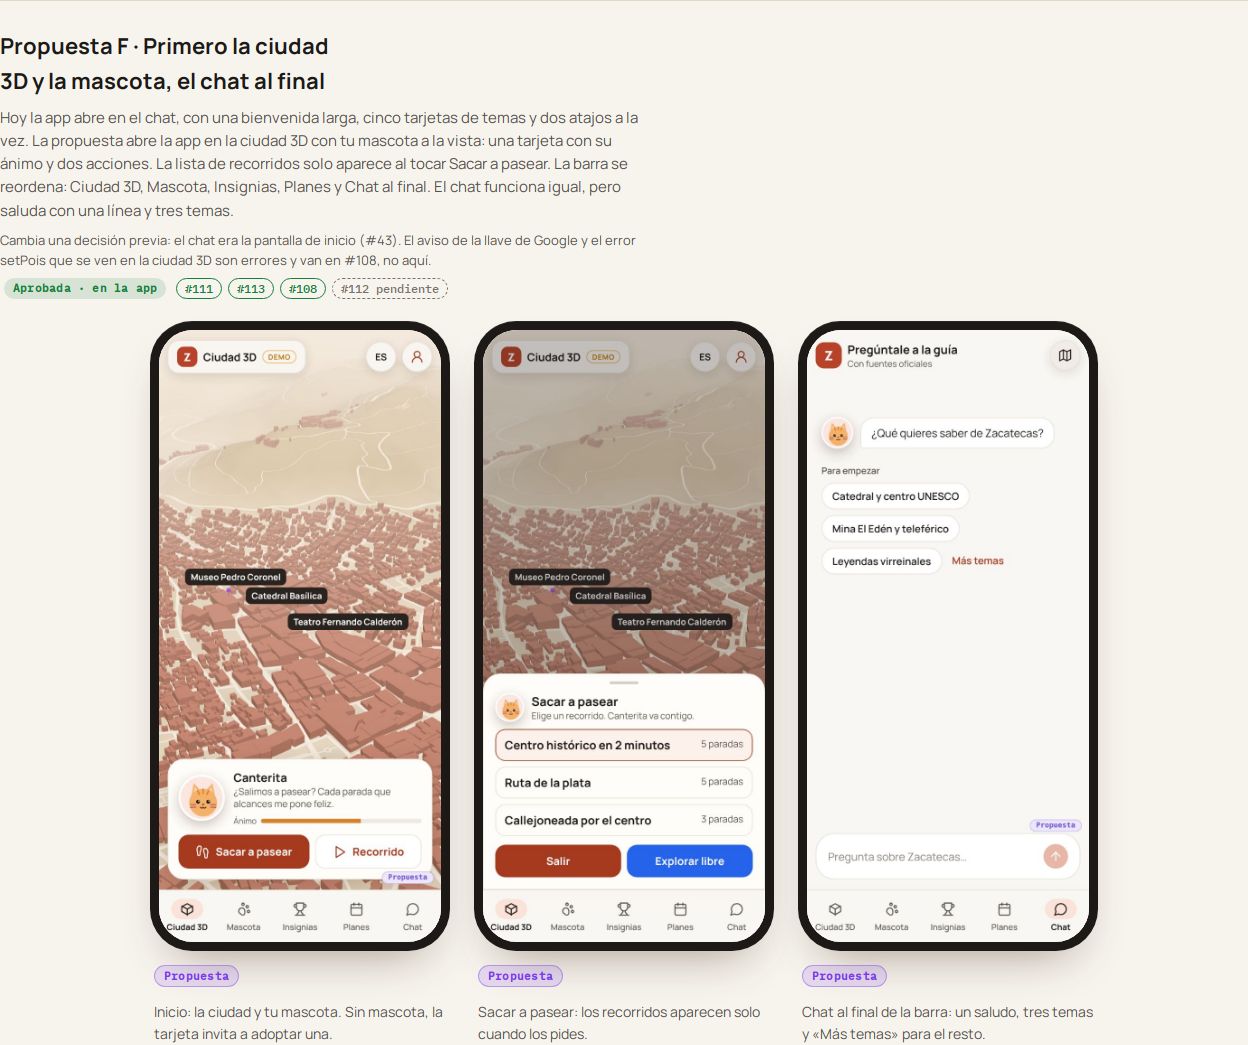 Propuesta F · Primero la ciudad
3D y la mascota, el chat al final
Hoy la app abre en el chat, con una bienvenida larga, cinco tarjetas de temas y dos atajos a la
vez. La propuesta abre la app en la ciudad 3D con tu mascota a la vista: una tarjeta con su
ánimo y dos acciones. La lista de recorridos solo aparece al tocar Sacar a pasear. La barra se
reordena: Ciudad 3D, Mascota, Insignias, Planes y Chat al final. El chat funciona igual, pero
saluda con una línea y tres temas.
Cambia una decisión previa: el chat era la pantalla de inicio (#43). El aviso de la llave de Google y el error
setPois que se ven en la ciudad 3D son errores y van en #108, no aquí.
Aprobada · en la app #111 #113 #108 #112 pendiente
Z Ciudad 3D DEMO ES
Museo Pedro Coronel
Catedral Basílica
Teatro Fernando Calderón
Canterita
¿Salimos a pasear? Cada parada que
alcances me pone feliz.
Ánimo
Sacar a pasear Recorrido
Propuesta
Ciudad 3D Mascota Insignias Planes Chat
Propuesta
Inicio: la ciudad y tu mascota. Sin mascota, la
tarjeta invita a adoptar una.
Z Ciudad 3D DEMO ES
Museo Pedro Coronel
Catedral Basílica
Teatro Fernando Calderón
Sacar a pasear
Elige un recorrido. Canterita va contigo.
Centro histórico en 2 minutos 5 paradas
Ruta de la plata 5 paradas
Callejoneada por el centro 3 paradas
Salir Explorar libre
Ciudad 3D Mascota Insignias Planes Chat
Propuesta
Sacar a pasear: los recorridos aparecen solo
cuando los pides.
Z Pregúntale a la guía
Con fuentes oficiales
¿Qué quieres saber de Zacatecas?
Para empezar
Catedral y centro UNESCO
Mina El Edén y teleférico
Leyendas virreinales Más temas
Propuesta
Pregunta sobre Zacatecas...
Ciudad 3D Mascota Insignias Planes Chat
Propuesta
Chat al final de la barra: un saludo, tres temas
y «Más temas» para el resto.